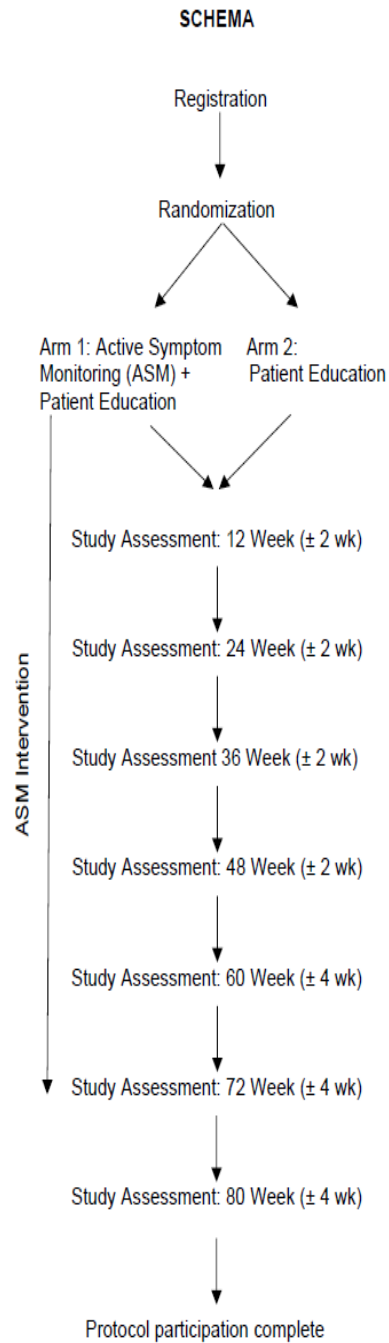 SCHEMA
Registration
Randomization
Arm 1: Active Symptom
Monitoring (ASM) +
Patient Education
Arm 2:
Patient Education
Study Assessment: 12 Week (± 2 wk)
Study Assessment: 24 Week (± 2 wk)
Study Assessment 36 Week (± 2 wk)
ASM Intervention
Study Assessment: 48 Week (± 2 wk)
Study Assessment: 60 Week (± 4 wk)
Study Assessment: 72 Week (± 4 wk)
Study Assessment: 80 Week (± 4 wk)
Protocol participation complete